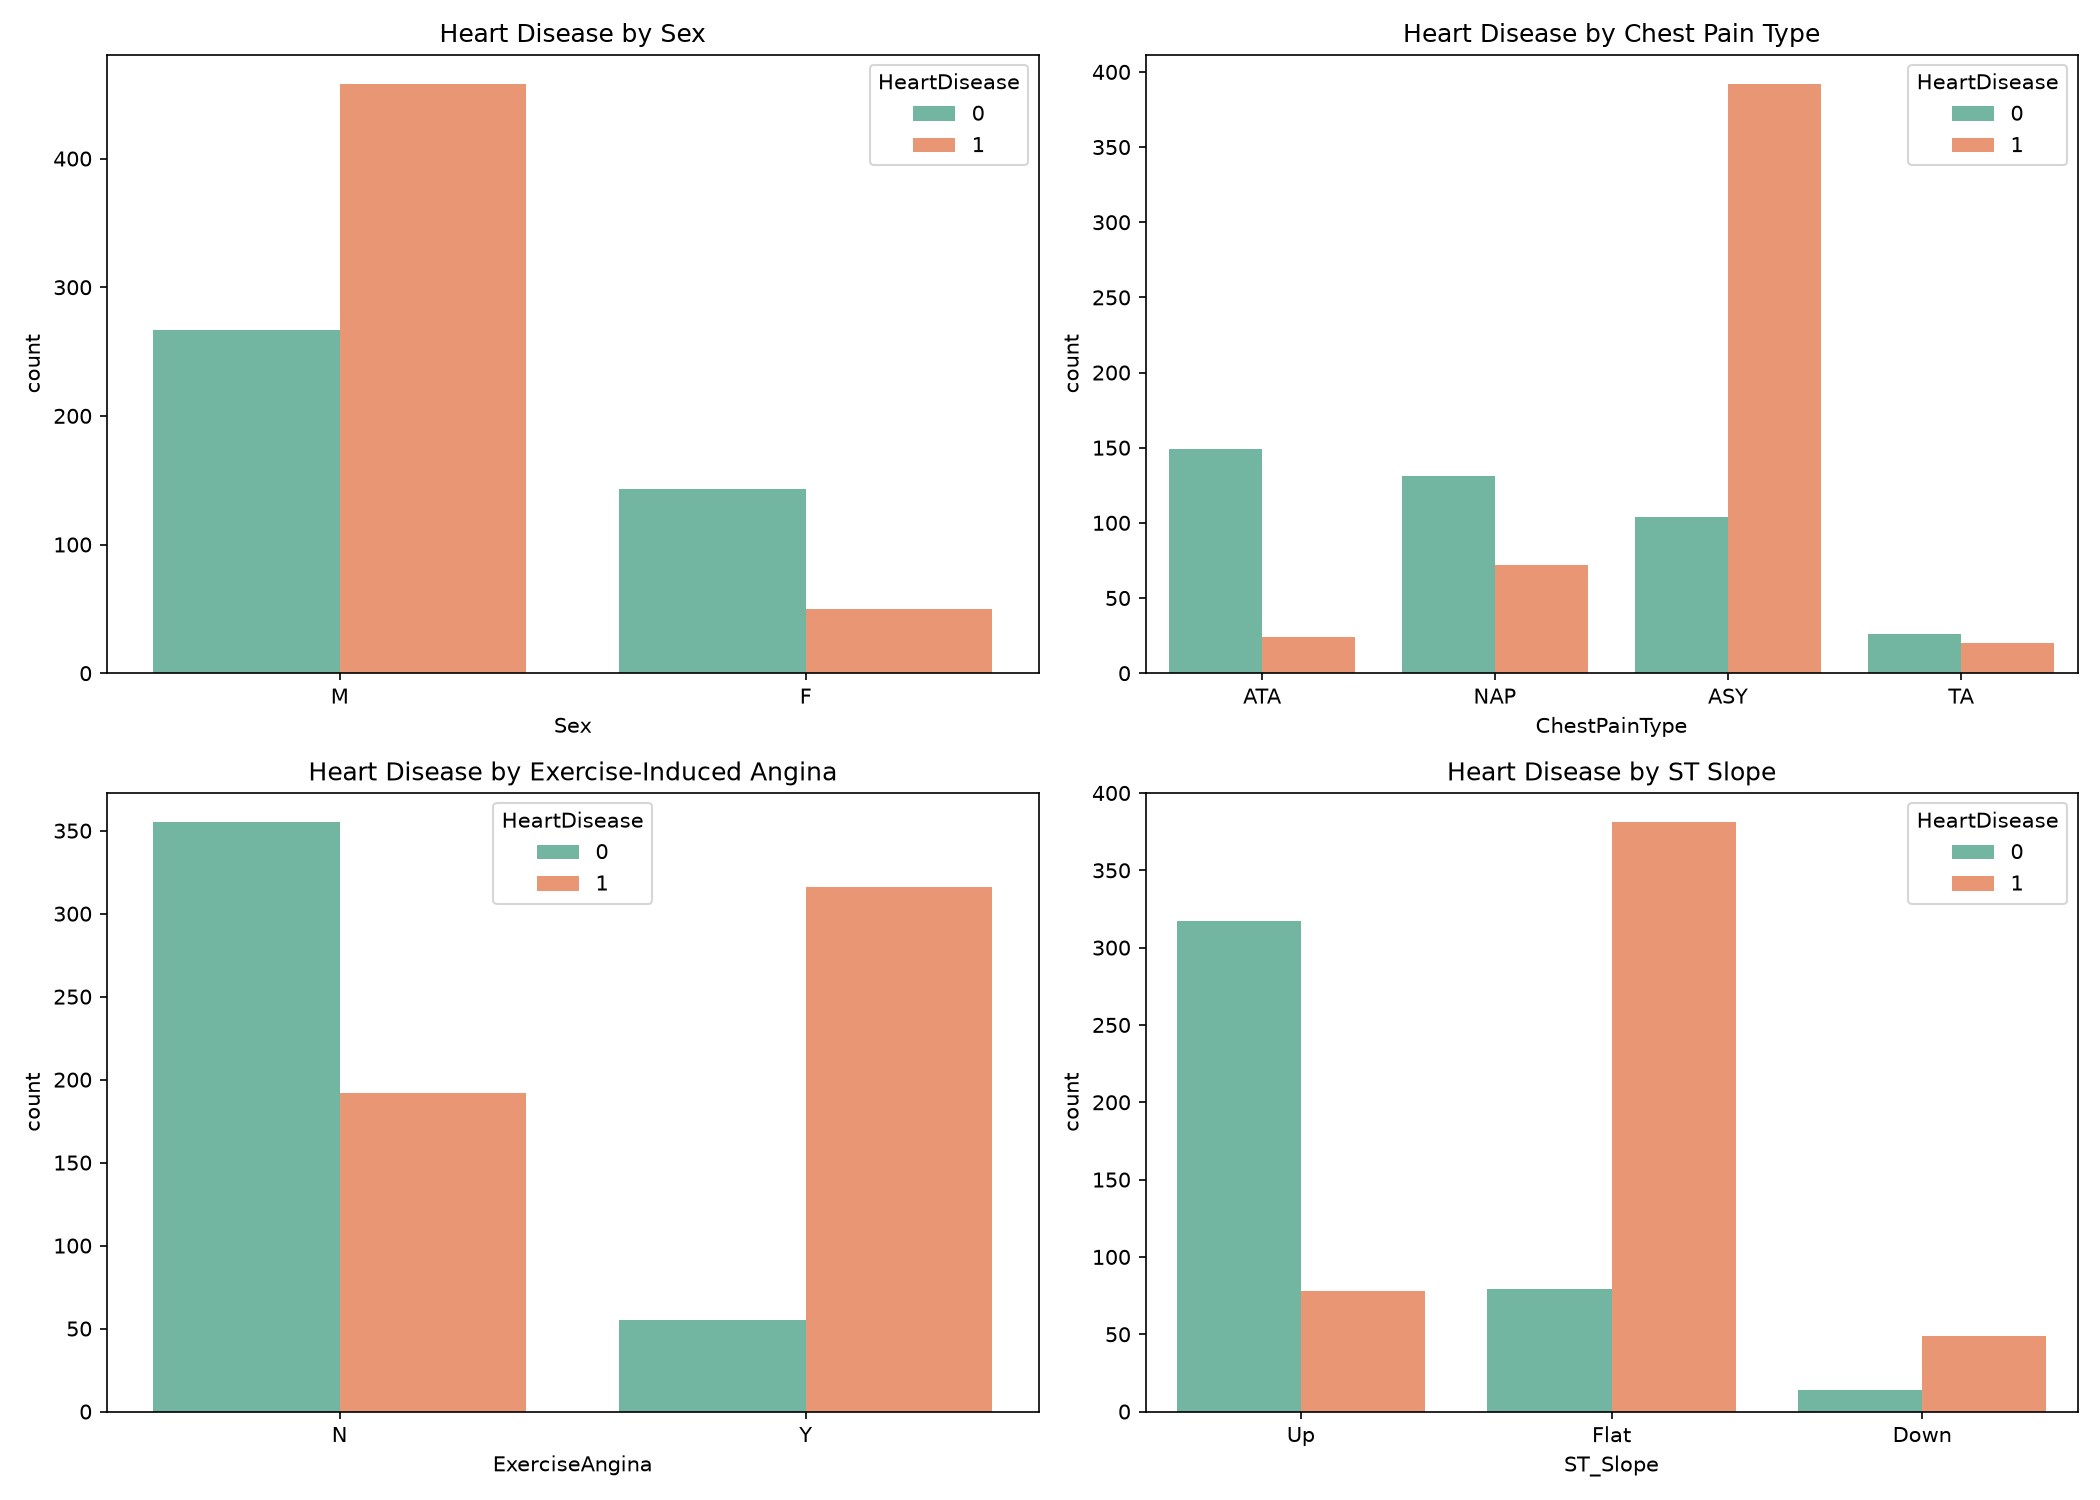 Heart Disease by Sex
HeartDisease
0
1
400
300
200
100
0
count
M
F
Sex
Heart Disease by Chest Pain Type
HeartDisease
0
1
400
350
300
250
200
150
100
50
0
count
ATA
NAP
ASY
TA
ChestPainType
Heart Disease by Exercise-Induced Angina
HeartDisease
0
1
350
300
250
200
150
100
50
0
count
N
Y
ExerciseAngina
Heart Disease by ST Slope
HeartDisease
0
1
400
350
300
250
200
150
100
50
0
count
Up
Flat
Down
ST_Slope